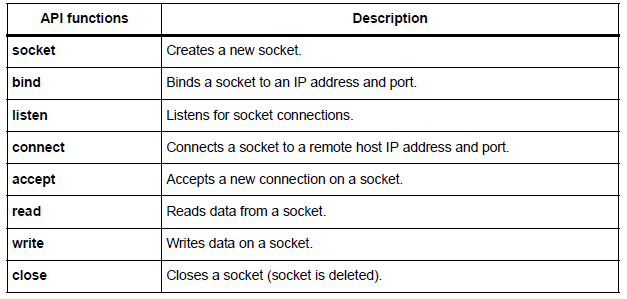 API functions Description
socket Creates a new socket.
bind Binds a socket to an IP address and port.
listen Listens for socket connections.
connect Connects a socket to a remote host IP address and port.
accept Accepts a new connection on a socket.
read Reads data from a socket.
write Writes data on a socket.
close Closes a socket (socket is deleted).